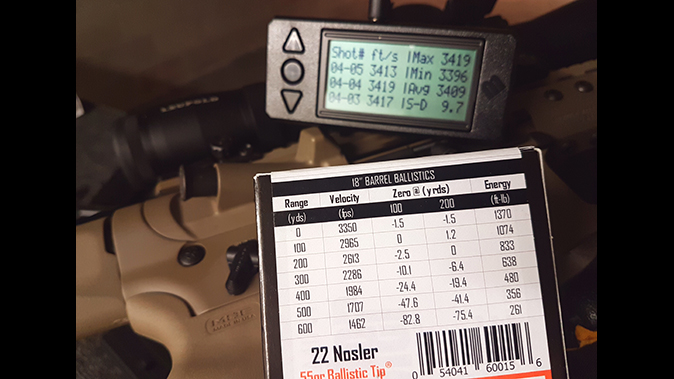 Shot# ft/s |Max 3419
04-05 3413 |Min 3396
04-04 3419 |Avg 3409
04-03 3417 |S-D 9.7
LEUPOLD
18" BARREL BALLISTICS
Range (yds) Velocity (fps) Zero @ (yrds) 100 200 Energy (ft-lb)
0 3350 -1.5 -1.5 1370
100 2965 0 1.2 1074
200 2613 -2.5 0 833
300 2286 -10.1 -6.4 638
400 1984 -24.4 -19.4 480
500 1707 -47.6 -41.4 356
600 1462 -82.8 -75.4 261
22 Nosler
55gr Ballistic Tip®
0 54041 60015 6